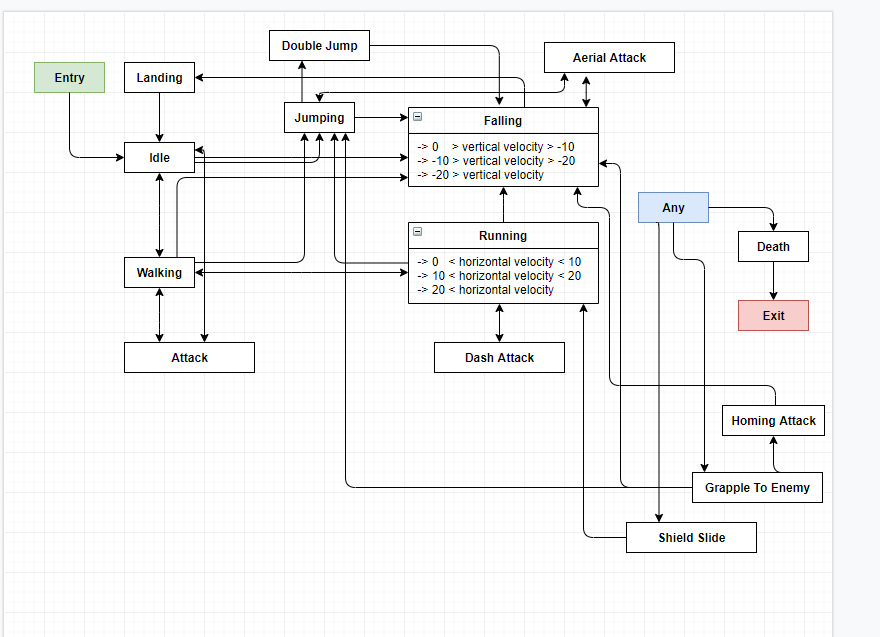 Double Jump
Aerial Attack
Entry
Landing
Jumping
Falling
-> 0 > vertical velocity > -10
-> -10 > vertical velocity > -20
-> -20 > vertical velocity
Idle
Any
Running
-> 0 < horizontal velocity < 10
-> 10 < horizontal velocity < 20
-> 20 < horizontal velocity
Death
Walking
Exit
Attack
Dash Attack
Homing Attack
Grapple To Enemy
Shield Slide